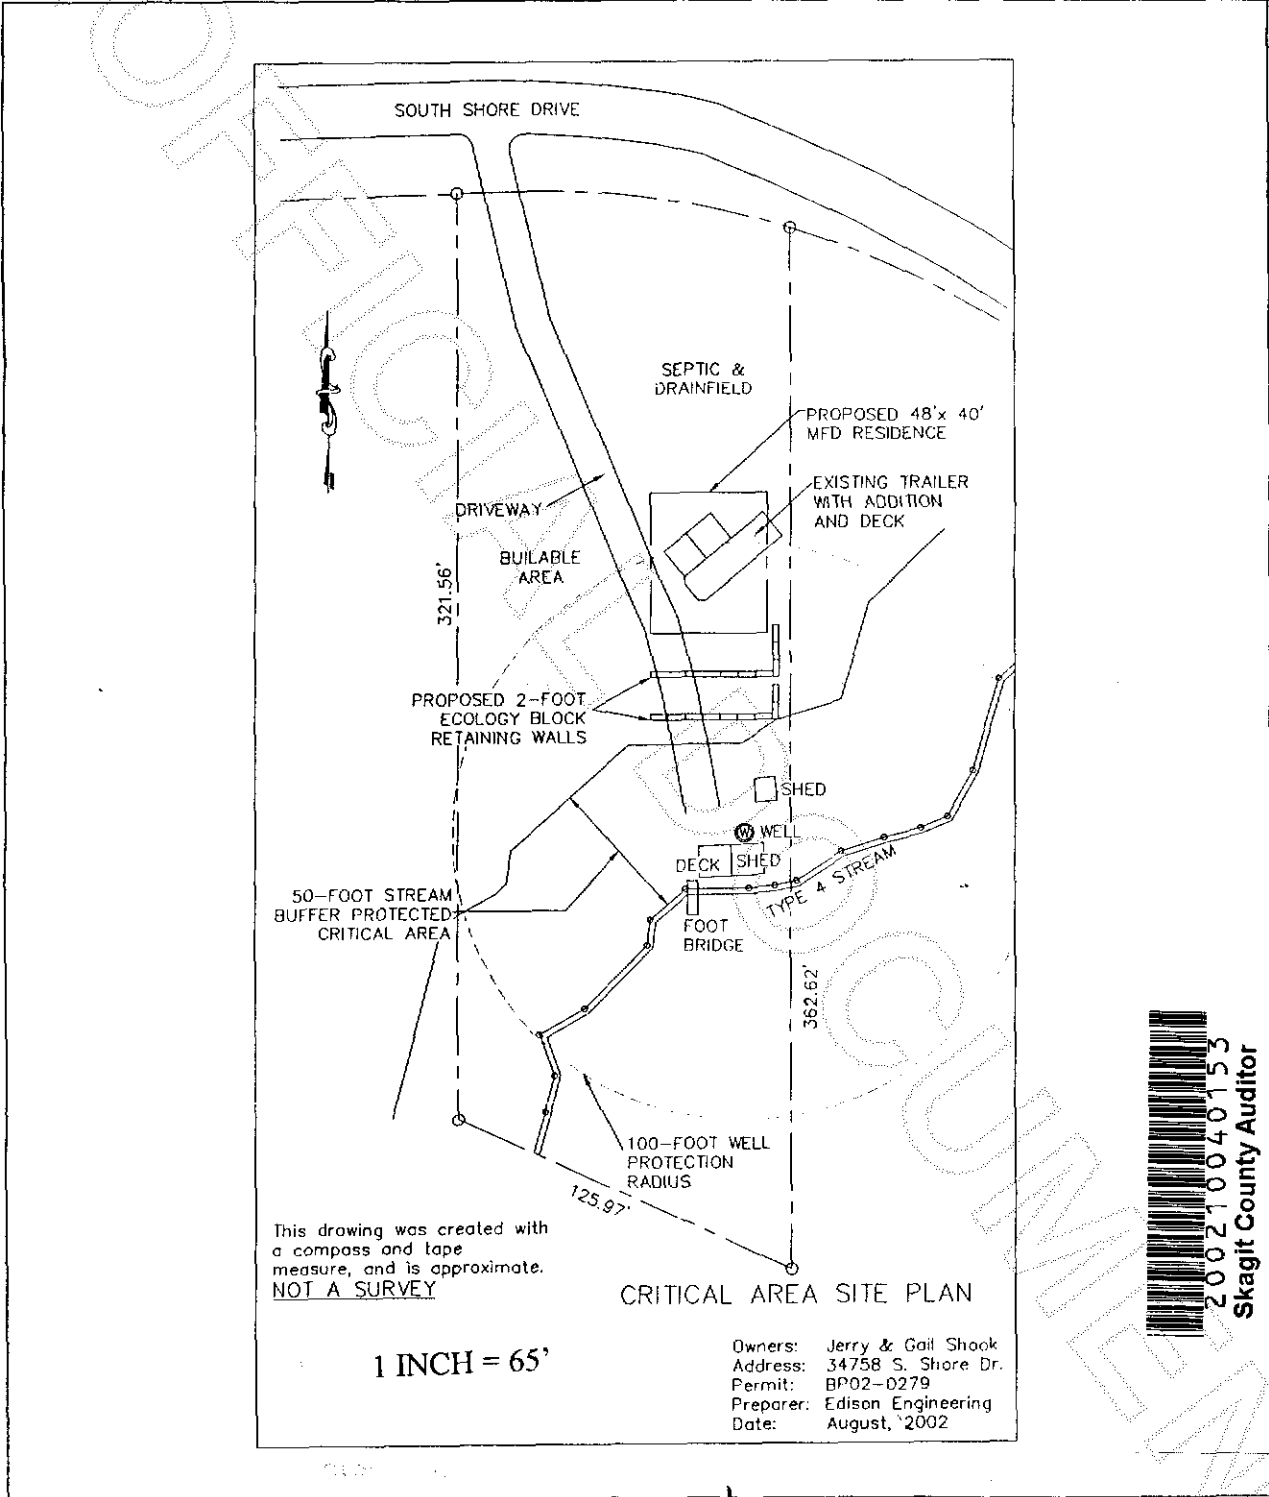 SOUTH SHORE DRIVE
SEPTIC &
DRAINFIELD
PROPOSED 48'x 40'
MFD RESIDENCE
EXISTING TRAILER
WITH ADDITION
AND DECK
DRIVEWAY
BUILABLE
AREA
321.56'
PROPOSED 2-FOOT
ECOLOGY BLOCK
RETAINING WALLS
SHED
W WELL
DECK
SHED
TYPE 4 STREAM
50-FOOT STREAM
BUFFER PROTECTED
CRITICAL AREA
FOOT
BRIDGE
362.62'
100-FOOT WELL
PROTECTION
RADIUS
125.97'
This drawing was created with
a compass and tape
measure, and is approximate.
NOT A SURVEY
CRITICAL AREA SITE PLAN
1 INCH = 65'
Owners: Jerry & Gail Shook
Address: 34758 S. Shore Dr.
Permit: BP02-0279
Preparer: Edison Engineering
Date: August, 2002
200210040153
Skagit County Auditor
OFFICIAL DOCUMEN